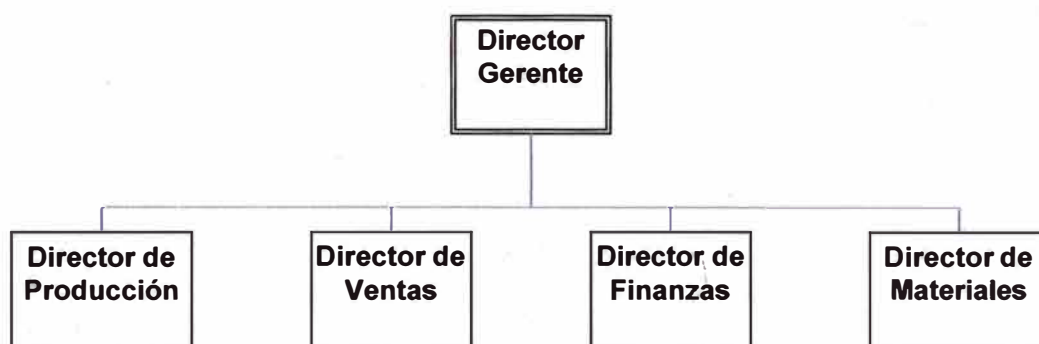 Director
Gerente
Director de
Producción
Director de
Ventas
Director de
Finanzas
Director de
Materiales